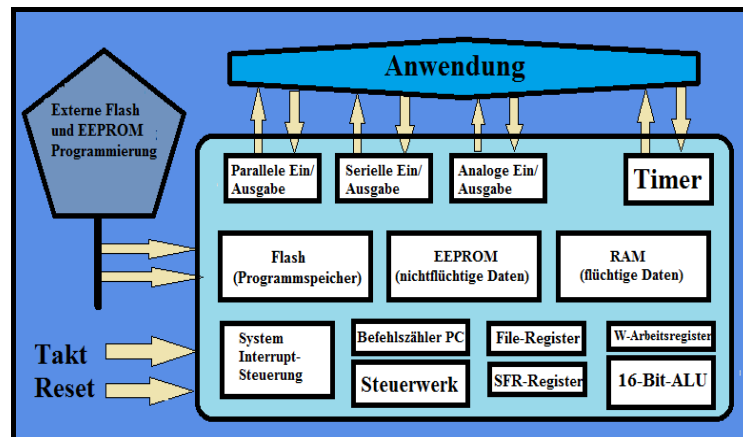 Anwendung
Externe Flash
und EEPROM
Programmierung
Parallele Ein/
Ausgabe
Serielle Ein/
Ausgabe
Analoge Ein/
Ausgabe
Timer
Flash
(Programmspeicher)
EEPROM
(nichtflüchtige Daten)
RAM
(flüchtige Daten)
Takt
Reset
System
Interrupt-
Steuerung
Befehlszähler PC
Steuerwerk
File-Register
SFR-Register
W-Arbeitsregister
16-Bit-ALU